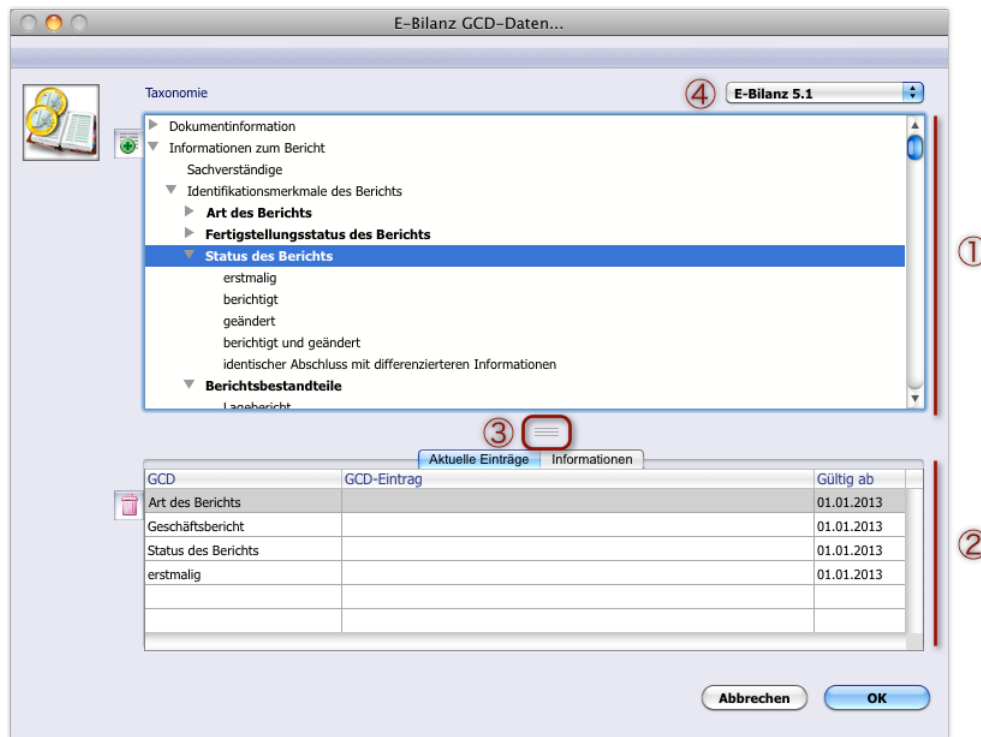 E-Bilanz GCD-Daten...
Taxonomie
④
E-Bilanz 5.1
Dokumentinformation
Informationen zum Bericht
Sachverständige
Identifikationsmerkmale des Berichts
Art des Berichts
Fertigstellungsstatus des Berichts
①
Status des Berichts
erstmalig
berichtigt
geändert
berichtigt und geändert
identischer Abschluss mit differenzierteren Informationen
Berichtsbestandteile
Lagebericht
③
Aktuelle Einträge Informationen
GCD GCD-Eintrag Gültig ab
Art des Berichts 01.01.2013
Geschäftsbericht 01.01.2013
②
Status des Berichts 01.01.2013
erstmalig 01.01.2013
Abbrechen OK